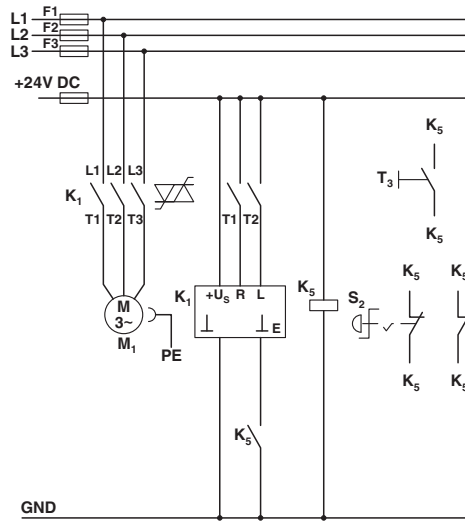 L1 F1
L2 F2
L3 F3
+24V DC
L1 L2 L3
K1
T1 T2 T3
T1 T2
K5
T3
K5
K1 +US R L
E
K5
S2
K5 K5
K5 K5
M
3~
M1
PE
K5
GND